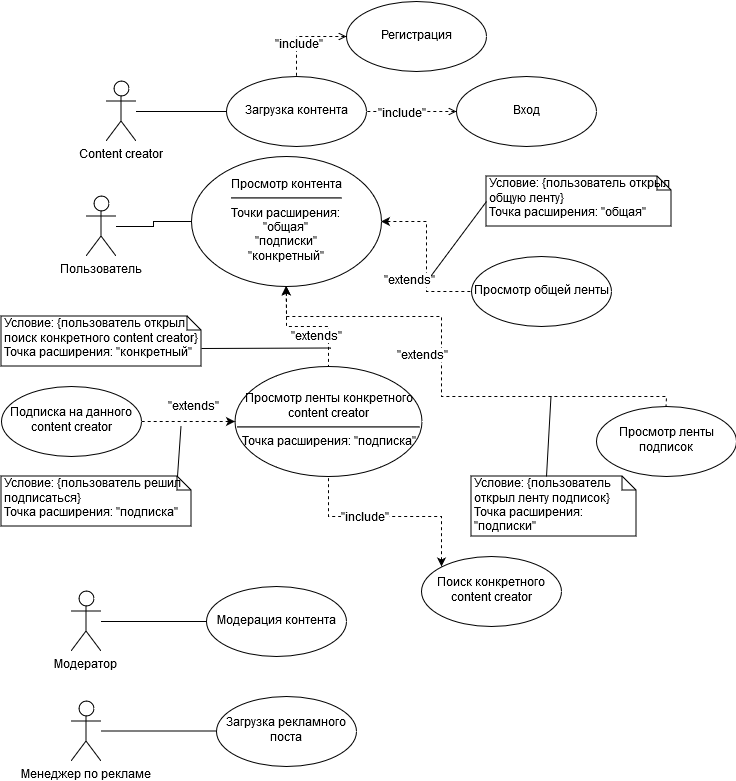 Регистрация
"include"
Загрузка контента
"include"
Вход
Content creator
Просмотр контента
Точки расширения:
"общая"
"подписки"
"конкретный"
Пользователь
Условие: {пользователь открыл
общую ленту}
Точка расширения: "общая"
"extends"
Просмотр общей ленты
Условие: {пользователь открыл
поиск конкретного content creator}
Точка расширения: "конкретный"
"extends"
"extends"
Подписка на данного
content creator
"extends"
Просмотр ленты конкретного
content creator
Точка расширения: "подписка"
Просмотр ленты
подписок
Условие: {пользователь решил
подписаться}
Точка расширения: "подписка"
Условие: {пользователь
открыл ленту подписок}
Точка расширения:
"подписки"
"include"
Поиск конкретного
content creator
Модерация контента
Модератор
Загрузка рекламного
поста
Менеджер по рекламе